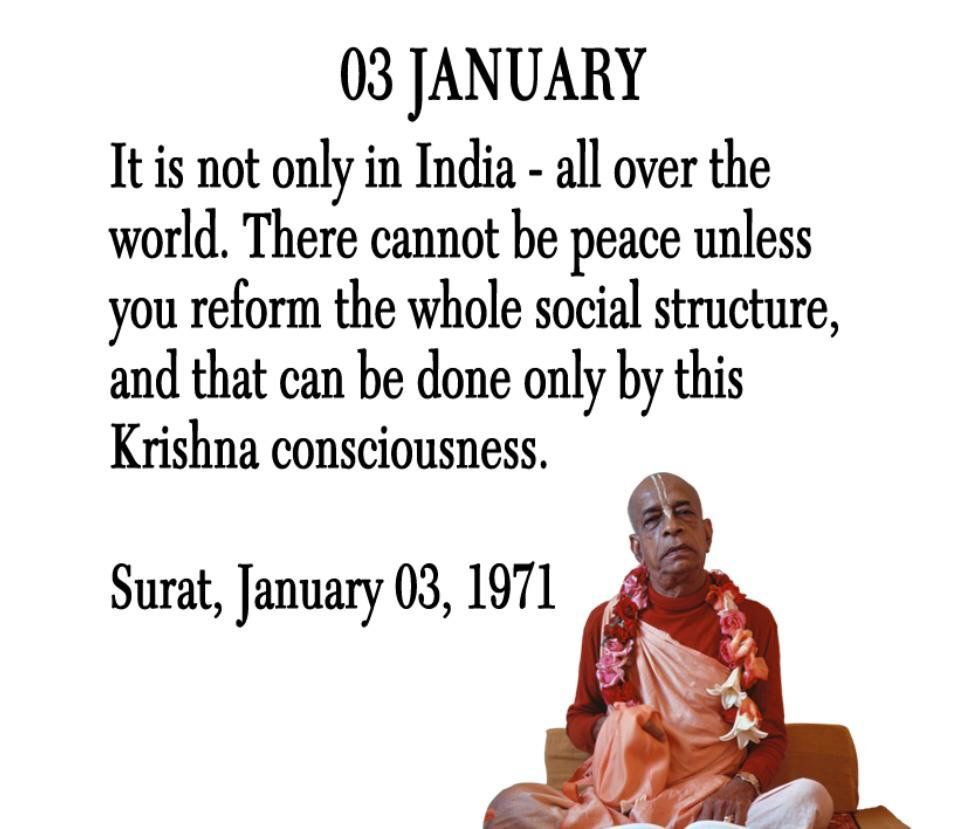 03 JANUARY
It is not only in India - all over the
world. There cannot be peace unless
you reform the whole social structure,
and that can be done only by this
Krishna consciousness.
Surat, January 03, 1971